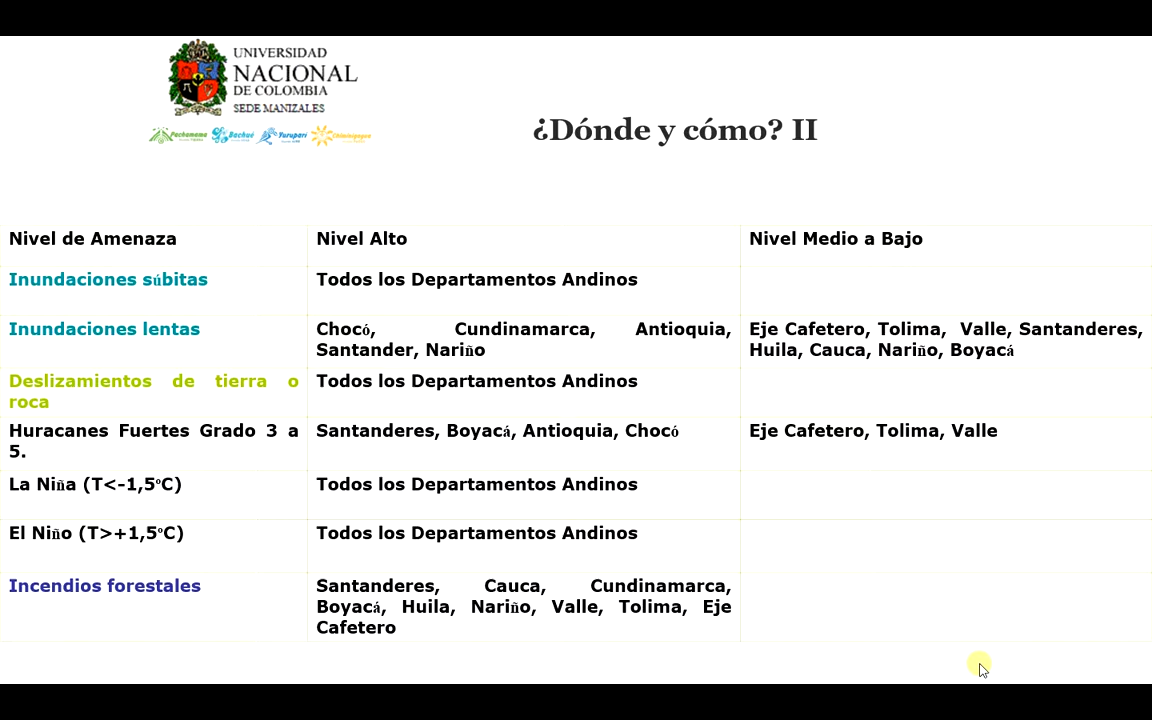 UNIVERSIDAD
NACIONAL
DE COLOMBIA
SEDE MANIZALES
Pachamama Bachué Yurupari Chiminigagua
¿Dónde y cómo? II
Nivel de Amenaza Nivel Alto Nivel Medio a Bajo
Inundaciones súbitas Todos los Departamentos Andinos
Inundaciones lentas Chocó, Cundinamarca, Antioquia, Eje Cafetero, Tolima, Valle, Santanderes,
Santander, Nariño Huila, Cauca, Nariño, Boyacá
Deslizamientos de tierra o Todos los Departamentos Andinos
roca
Huracanes Fuertes Grado 3 a Santanderes, Boyacá, Antioquia, Chocó Eje Cafetero, Tolima, Valle
5.
La Niña (T<-1,5ºC) Todos los Departamentos Andinos
El Niño (T>+1,5ºC) Todos los Departamentos Andinos
Incendios forestales Santanderes, Cauca, Cundinamarca,
Boyacá, Huila, Nariño, Valle, Tolima, Eje
Cafetero